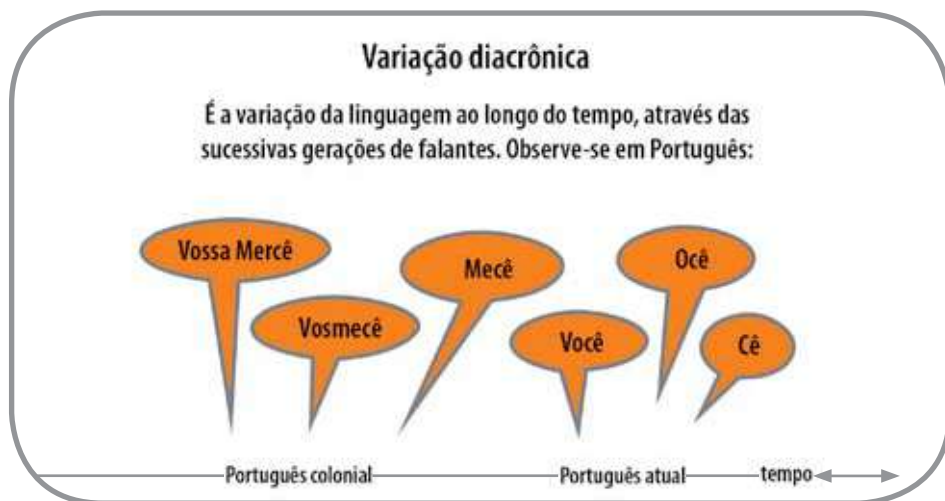 Variação diacrônica
É a variação da linguagem ao longo do tempo, através das
sucessivas gerações de falantes. Observe-se em Português:
Vossa Mercê
Vosmecê
Mecê
Você
Ocê
Cê
Português colonial
Português atual
tempo